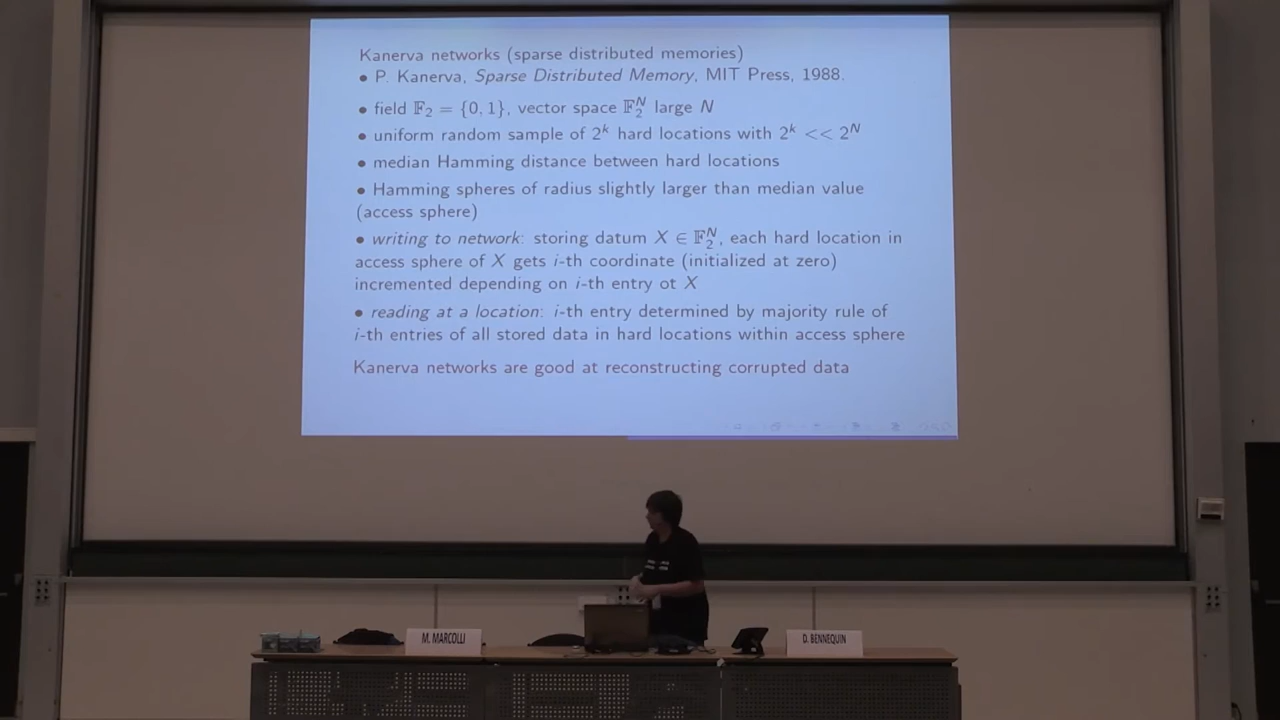 Kanerva networks (sparse distributed memories)
• P. Kanerva, Sparse Distributed Memory, MIT Press, 1988.
• field 𝔽₂ = {0, 1}, vector space 𝔽₂ᴺ large N
• uniform random sample of 2ᵏ hard locations with 2ᵏ << 2ᴺ
• median Hamming distance between hard locations
• Hamming spheres of radius slightly larger than median value
(access sphere)
• writing to network: storing datum X ∈ 𝔽₂ᴺ, each hard location in
access sphere of X gets i-th coordinate (initialized at zero)
incremented depending on i-th entry ot X
• reading at a location: i-th entry determined by majority rule of
i-th entries of all stored data in hard locations within access sphere
Kanerva networks are good at reconstructing corrupted data
M. MARCOLLI
D. BENNEQUIN